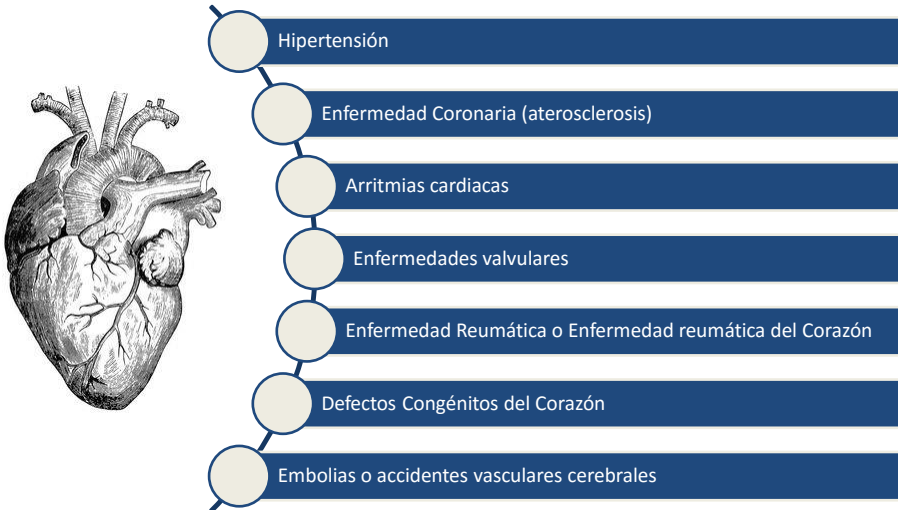 Hipertensión
Enfermedad Coronaria (aterosclerosis)
Arritmias cardiacas
Enfermedades valvulares
Enfermedad Reumática o Enfermedad reumática del Corazón
Defectos Congénitos del Corazón
Embolias o accidentes vasculares cerebrales